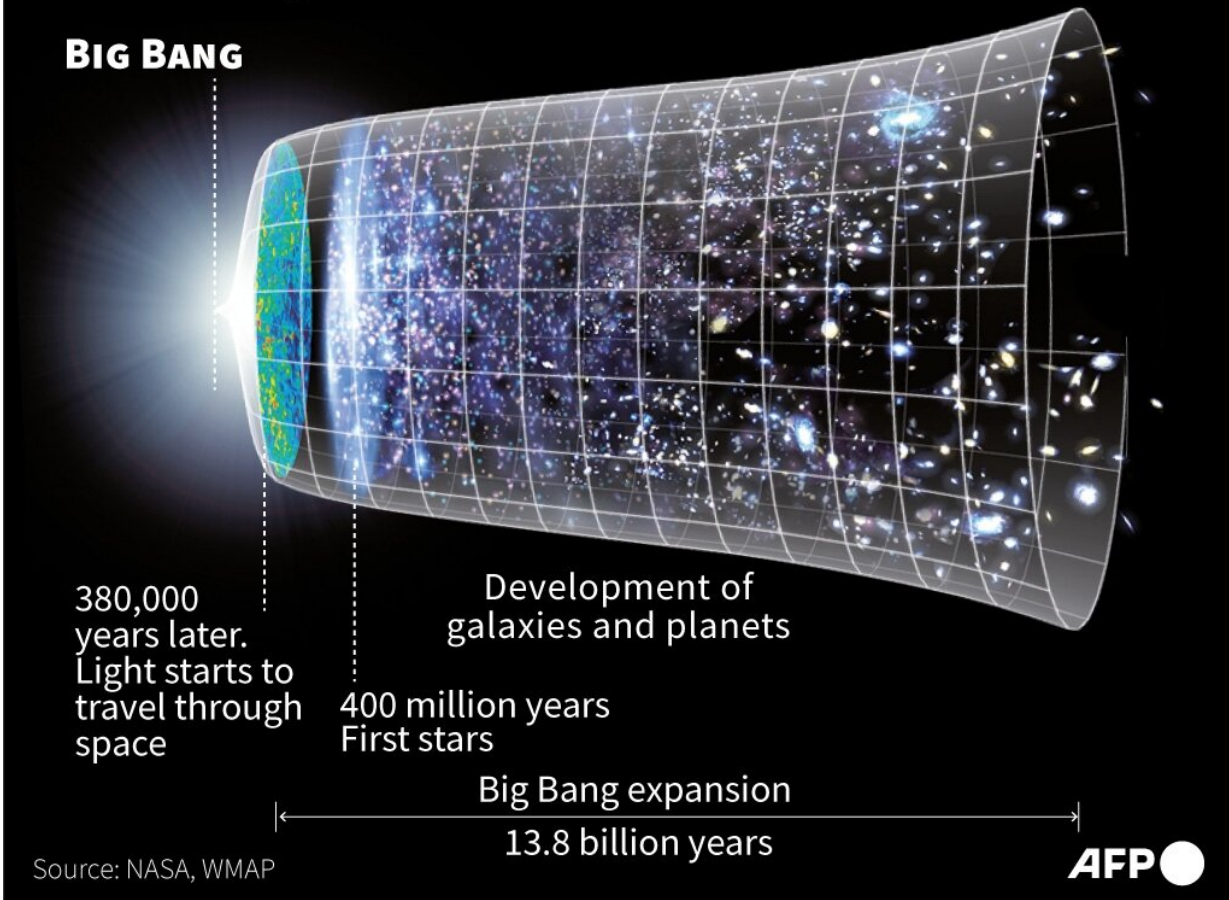 BIG BANG
380,000
years later.
Light starts to
travel through
space
400 million years
First stars
Development of
galaxies and planets
Big Bang expansion
13.8 billion years
Source: NASA, WMAP
AFP